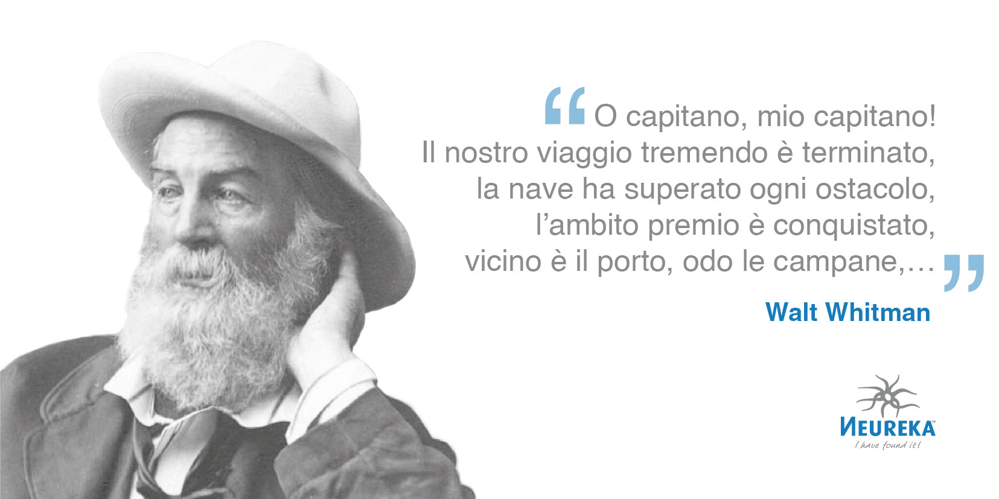 “ O capitano, mio capitano!
Il nostro viaggio tremendo è terminato,
la nave ha superato ogni ostacolo,
l’ambito premio è conquistato,
vicino è il porto, odo le campane,… ”
Walt Whitman
NEUREKA™
I have found it!